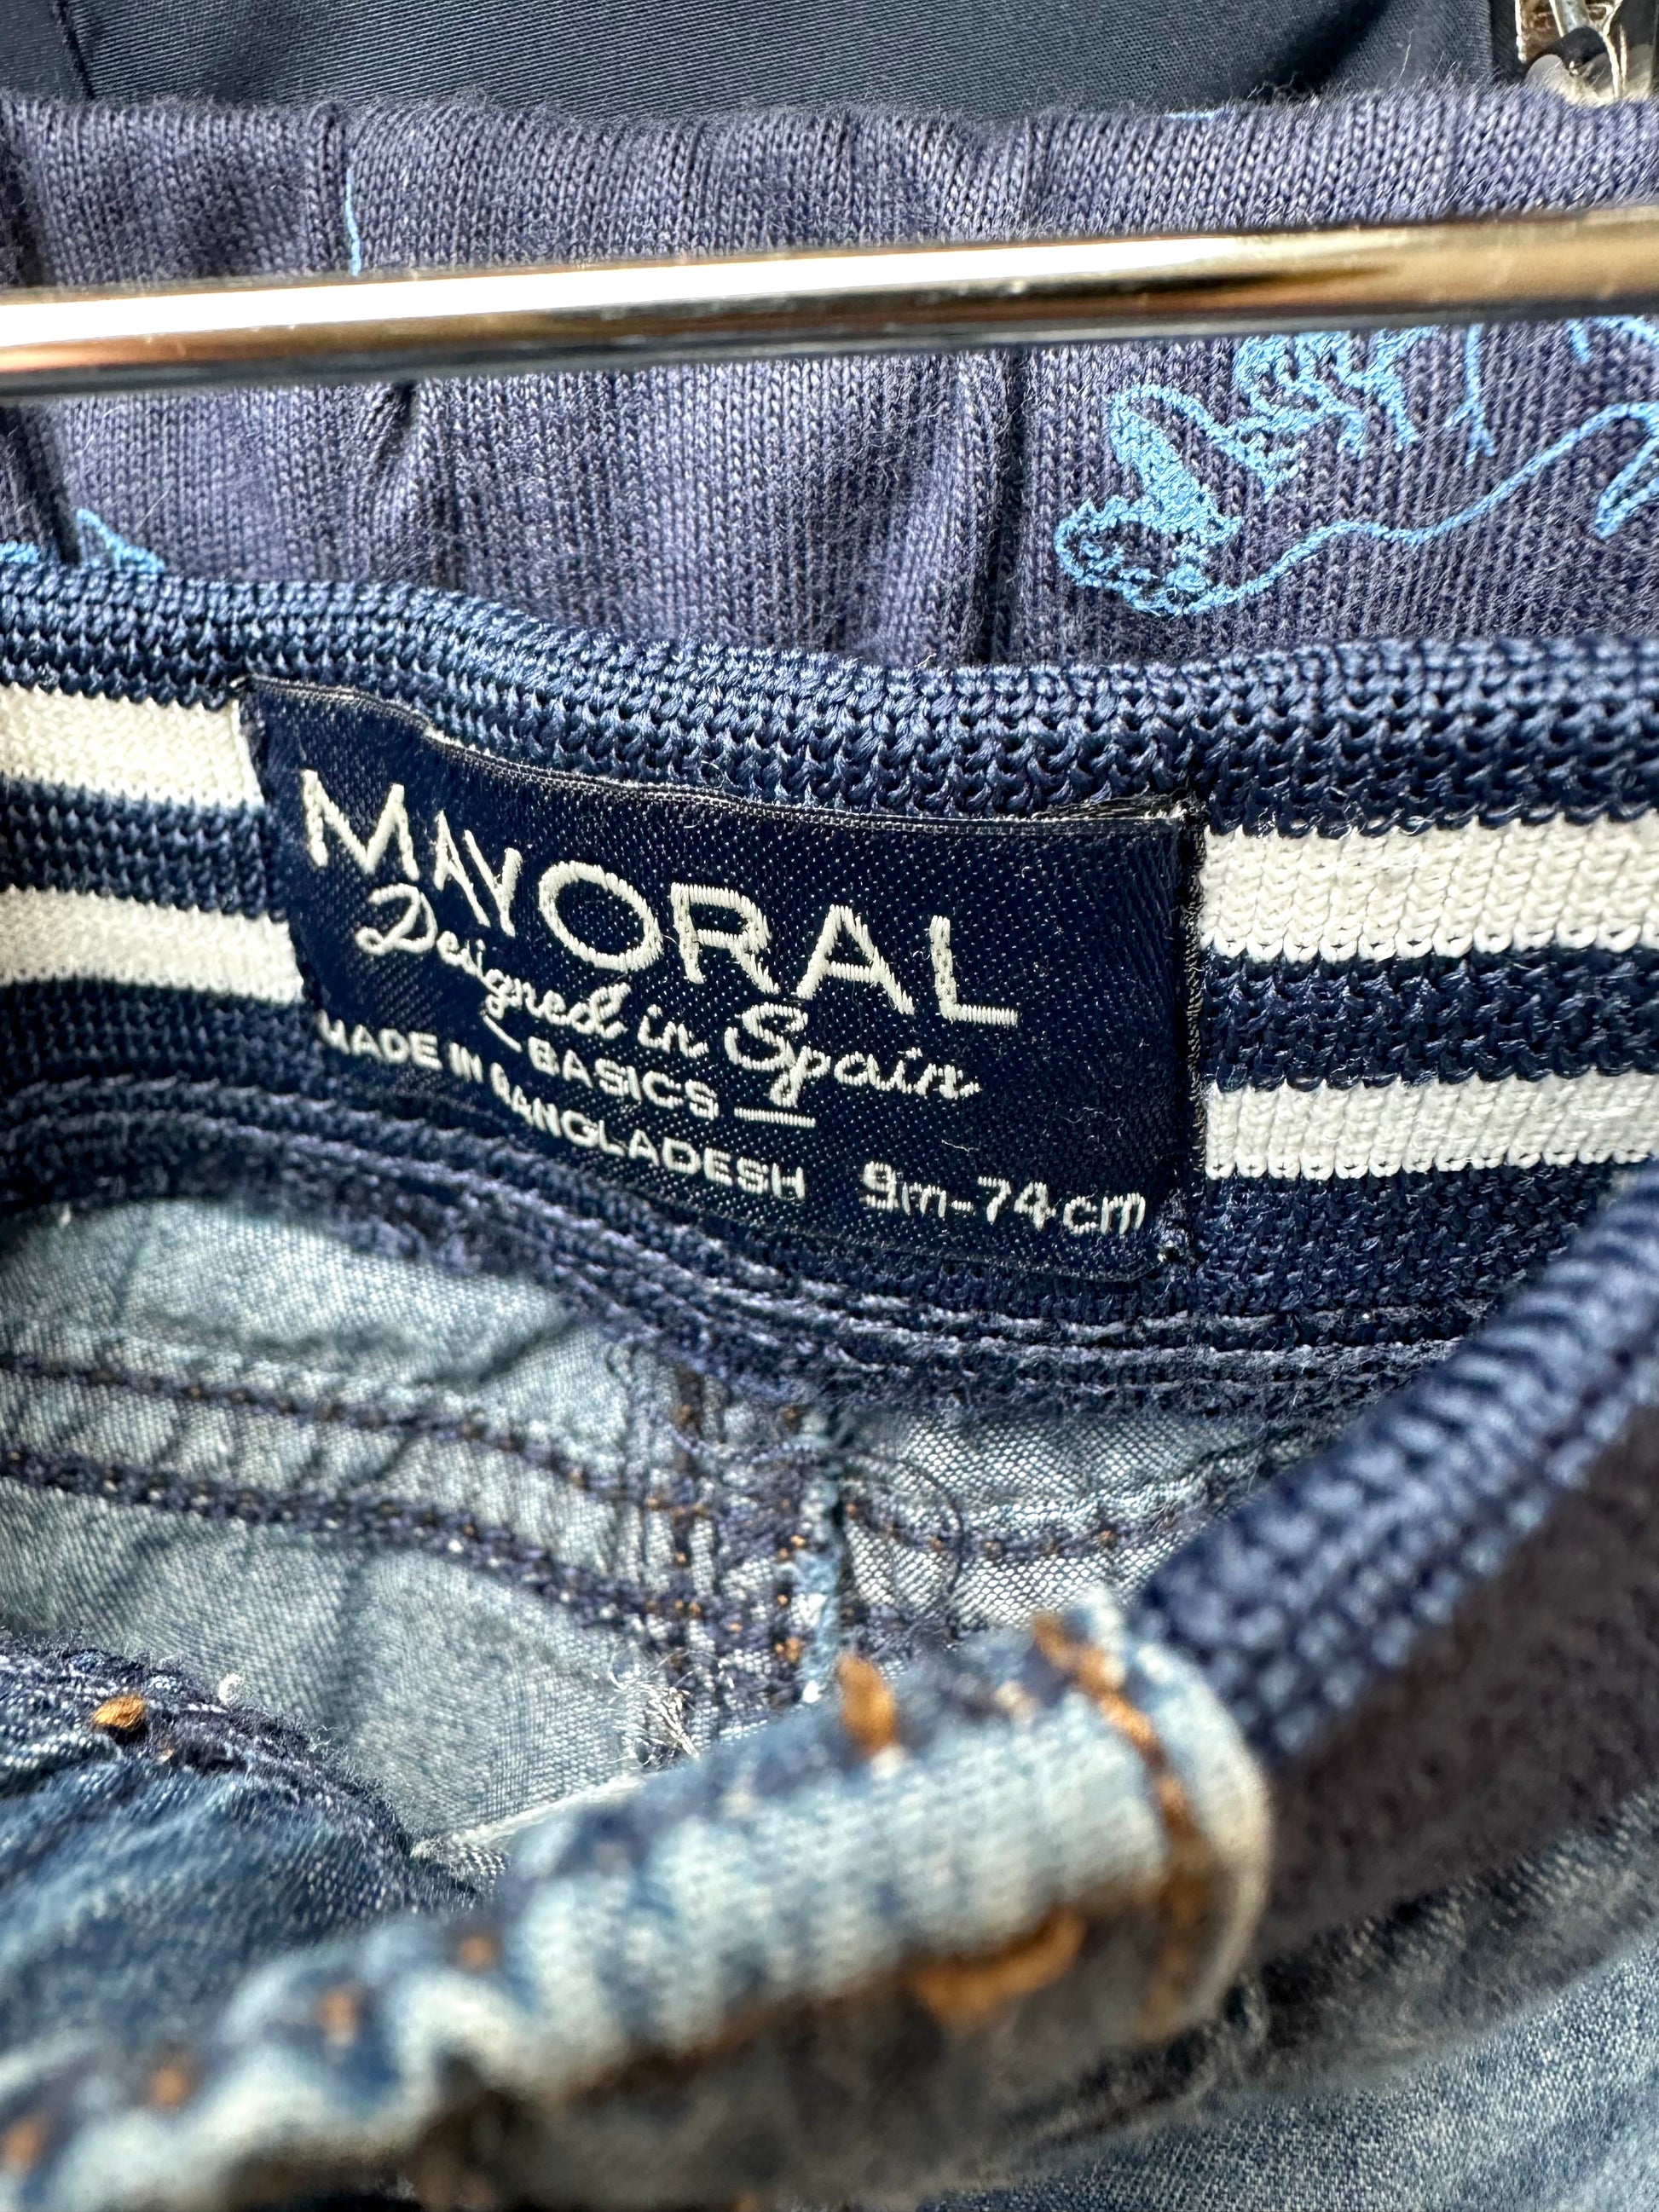 MAYORAL
Designed in Spain
BASICS
MADE IN BANGLADESH 9m-74cm